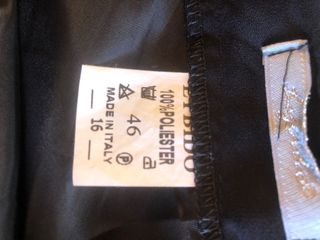 100%POLIESTER
46 P
MADE IN ITALY
— 16 —